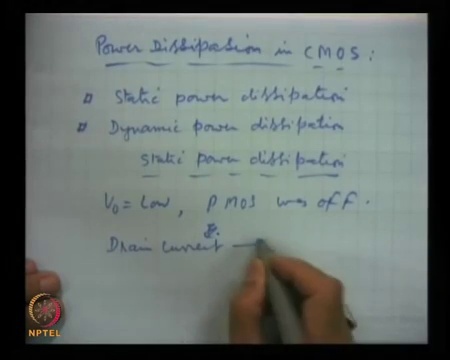 Power Dissipation in CMOS:
Static power dissipation
Dynamic power dissipation
Static power dissipation
V₀ = Low, PMOS was off.
Drain current —
NPTEL